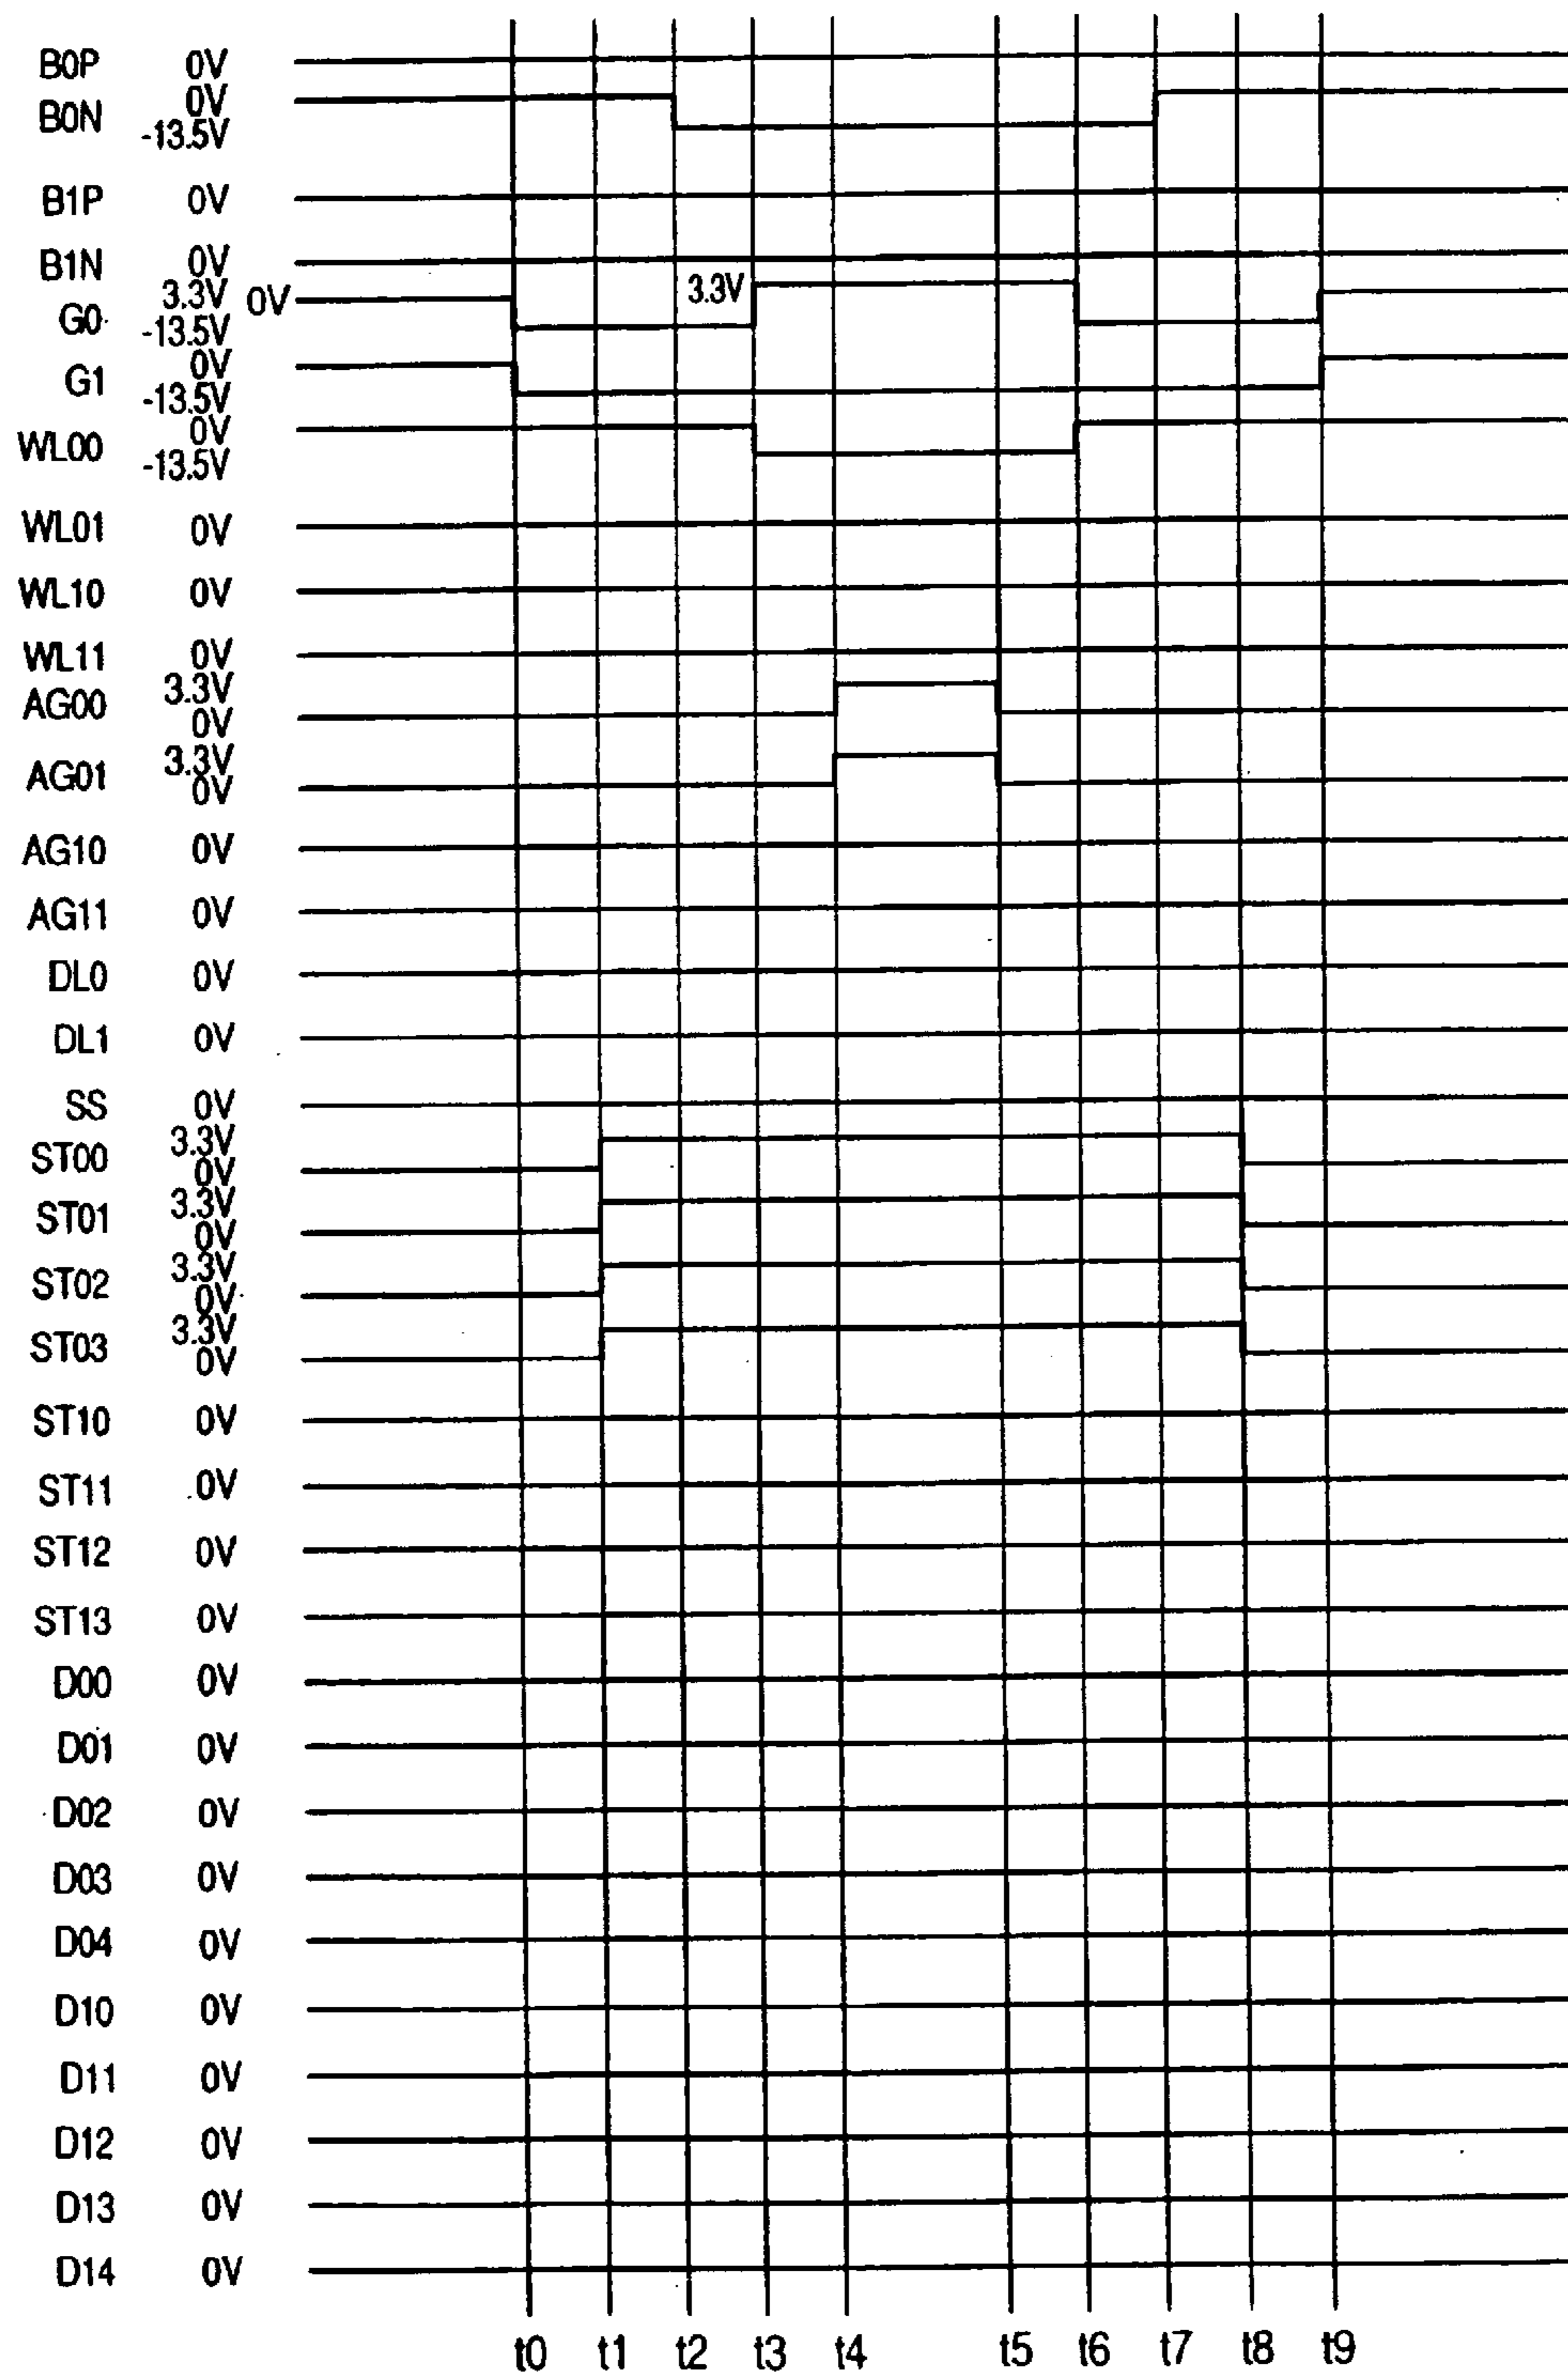 B0P 0V
B0N 0V
-13.5V
B1P 0V
B1N 0V
G0 3.3V 0V 3.3V
-13.5V
G1 0V
-13.5V
WL00 0V
-13.5V
WL01 0V
WL10 0V
WL11 0V
AG00 3.3V
0V
AG01 3.3V
0V
AG10 0V
AG11 0V
DL0 0V
DL1 0V
SS 0V
ST00 3.3V
0V
ST01 3.3V
0V
ST02 3.3V
0V
ST03 3.3V
0V
ST10 0V
ST11 0V
ST12 0V
ST13 0V
D00 0V
D01 0V
D02 0V
D03 0V
D04 0V
D10 0V
D11 0V
D12 0V
D13 0V
D14 0V
t0 t1 t2 t3 t4 t5 t6 t7 t8 t9